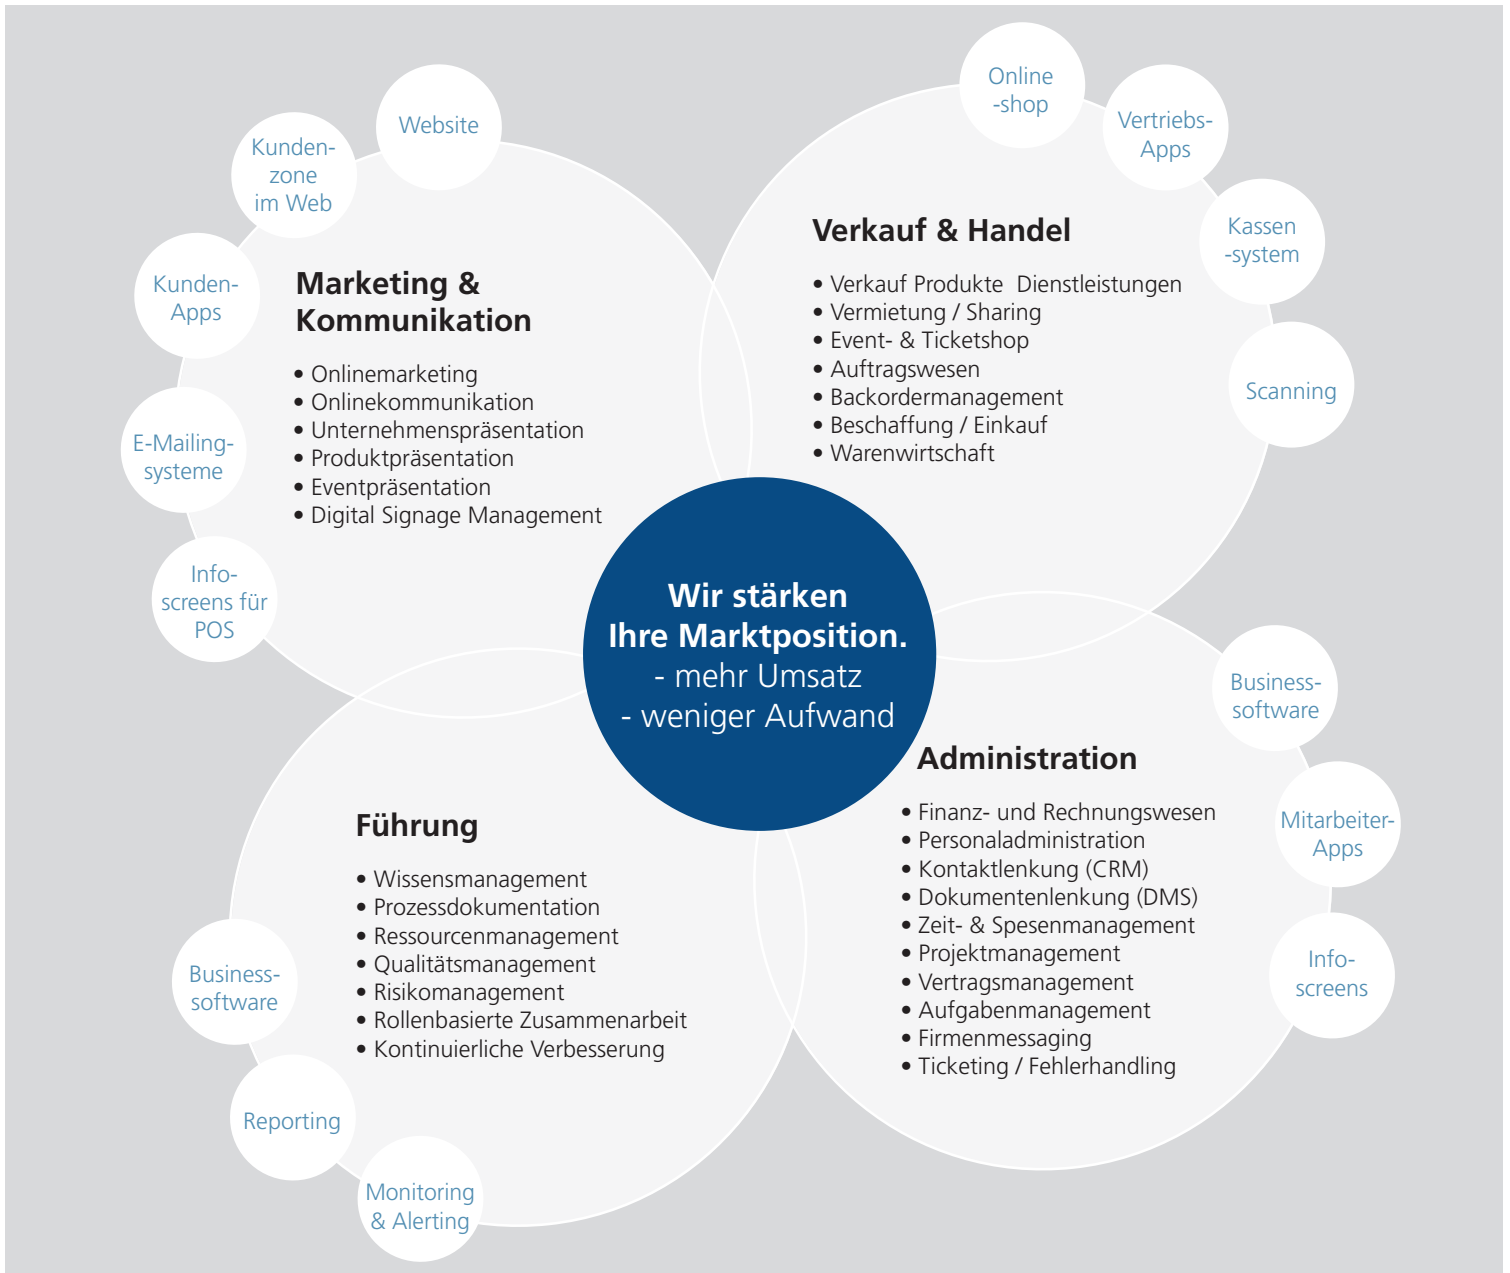 Website
Kunden-
zone
im Web
Kunden-
Apps
E-Mailing-
systeme
Info-
screens für
POS
Marketing &
Kommunikation
• Onlinemarketing
• Onlinekommunikation
• Unternehmenspräsentation
• Produktpräsentation
• Eventpräsentation
• Digital Signage Management
Online
-shop
Vertriebs-
Apps
Kassen
-system
Scanning
Verkauf & Handel
• Verkauf Produkte  Dienstleistungen
• Vermietung / Sharing
• Event- & Ticketshop
• Auftragswesen
• Backordermanagement
• Beschaffung / Einkauf
• Warenwirtschaft
Wir stärken
Ihre Marktposition.
- mehr Umsatz
- weniger Aufwand
Führung
• Wissensmanagement
• Prozessdokumentation
• Ressourcenmanagement
• Qualitätsmanagement
• Risikomanagement
• Rollenbasierte Zusammenarbeit
• Kontinuierliche Verbesserung
Business-
software
Reporting
Monitoring
& Alerting
Administration
• Finanz- und Rechnungswesen
• Personaladministration
• Kontaktlenkung (CRM)
• Dokumentenlenkung (DMS)
• Zeit- & Spesenmanagement
• Projektmanagement
• Vertragsmanagement
• Aufgabenmanagement
• Firmenmessaging
• Ticketing / Fehlerhandling
Business-
software
Mitarbeiter-
Apps
Info-
screens